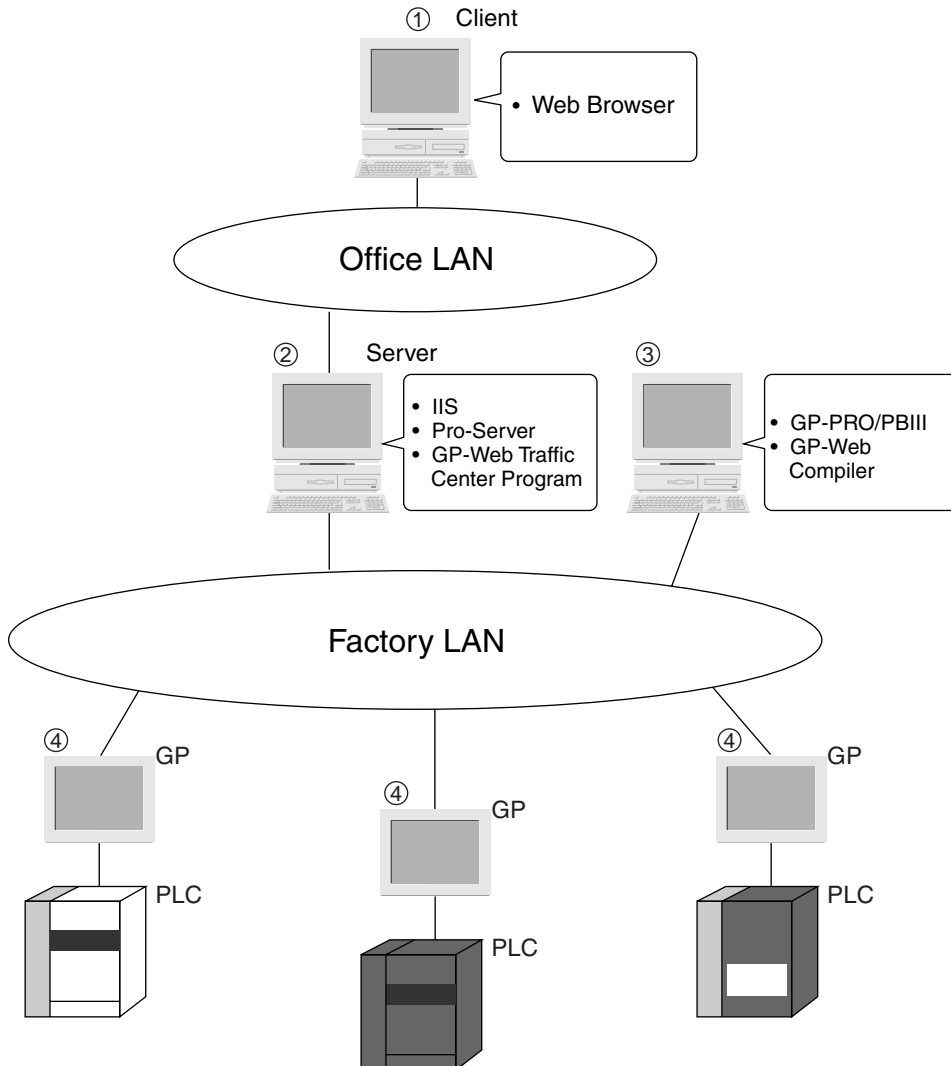 ① Client
• Web Browser
Office LAN
② Server
• IIS
• Pro-Server
• GP-Web Traffic
Center Program
③
• GP-PRO/PBIII
• GP-Web
Compiler
Factory LAN
④ GP
PLC
④ GP
PLC
④ GP
PLC